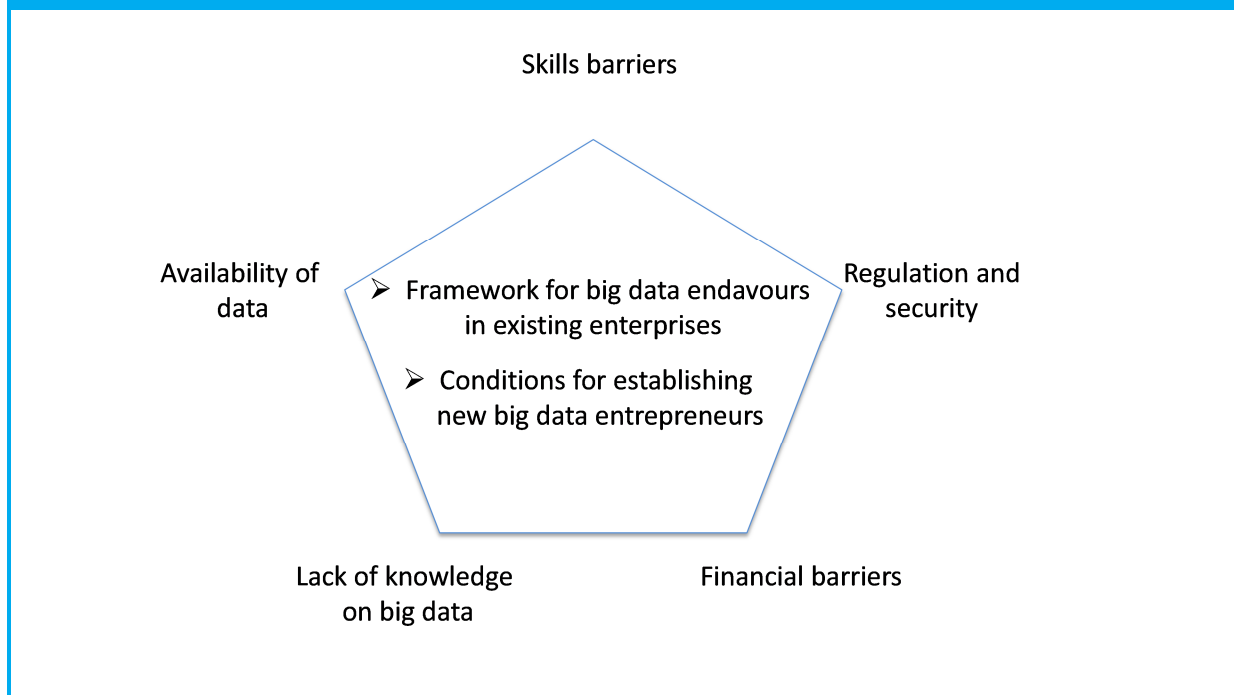 Skills barriers
Availability of
data
Regulation and
security
➢ Framework for big data endavours
in existing enterprises
➢ Conditions for establishing
new big data entrepreneurs
Lack of knowledge
on big data
Financial barriers